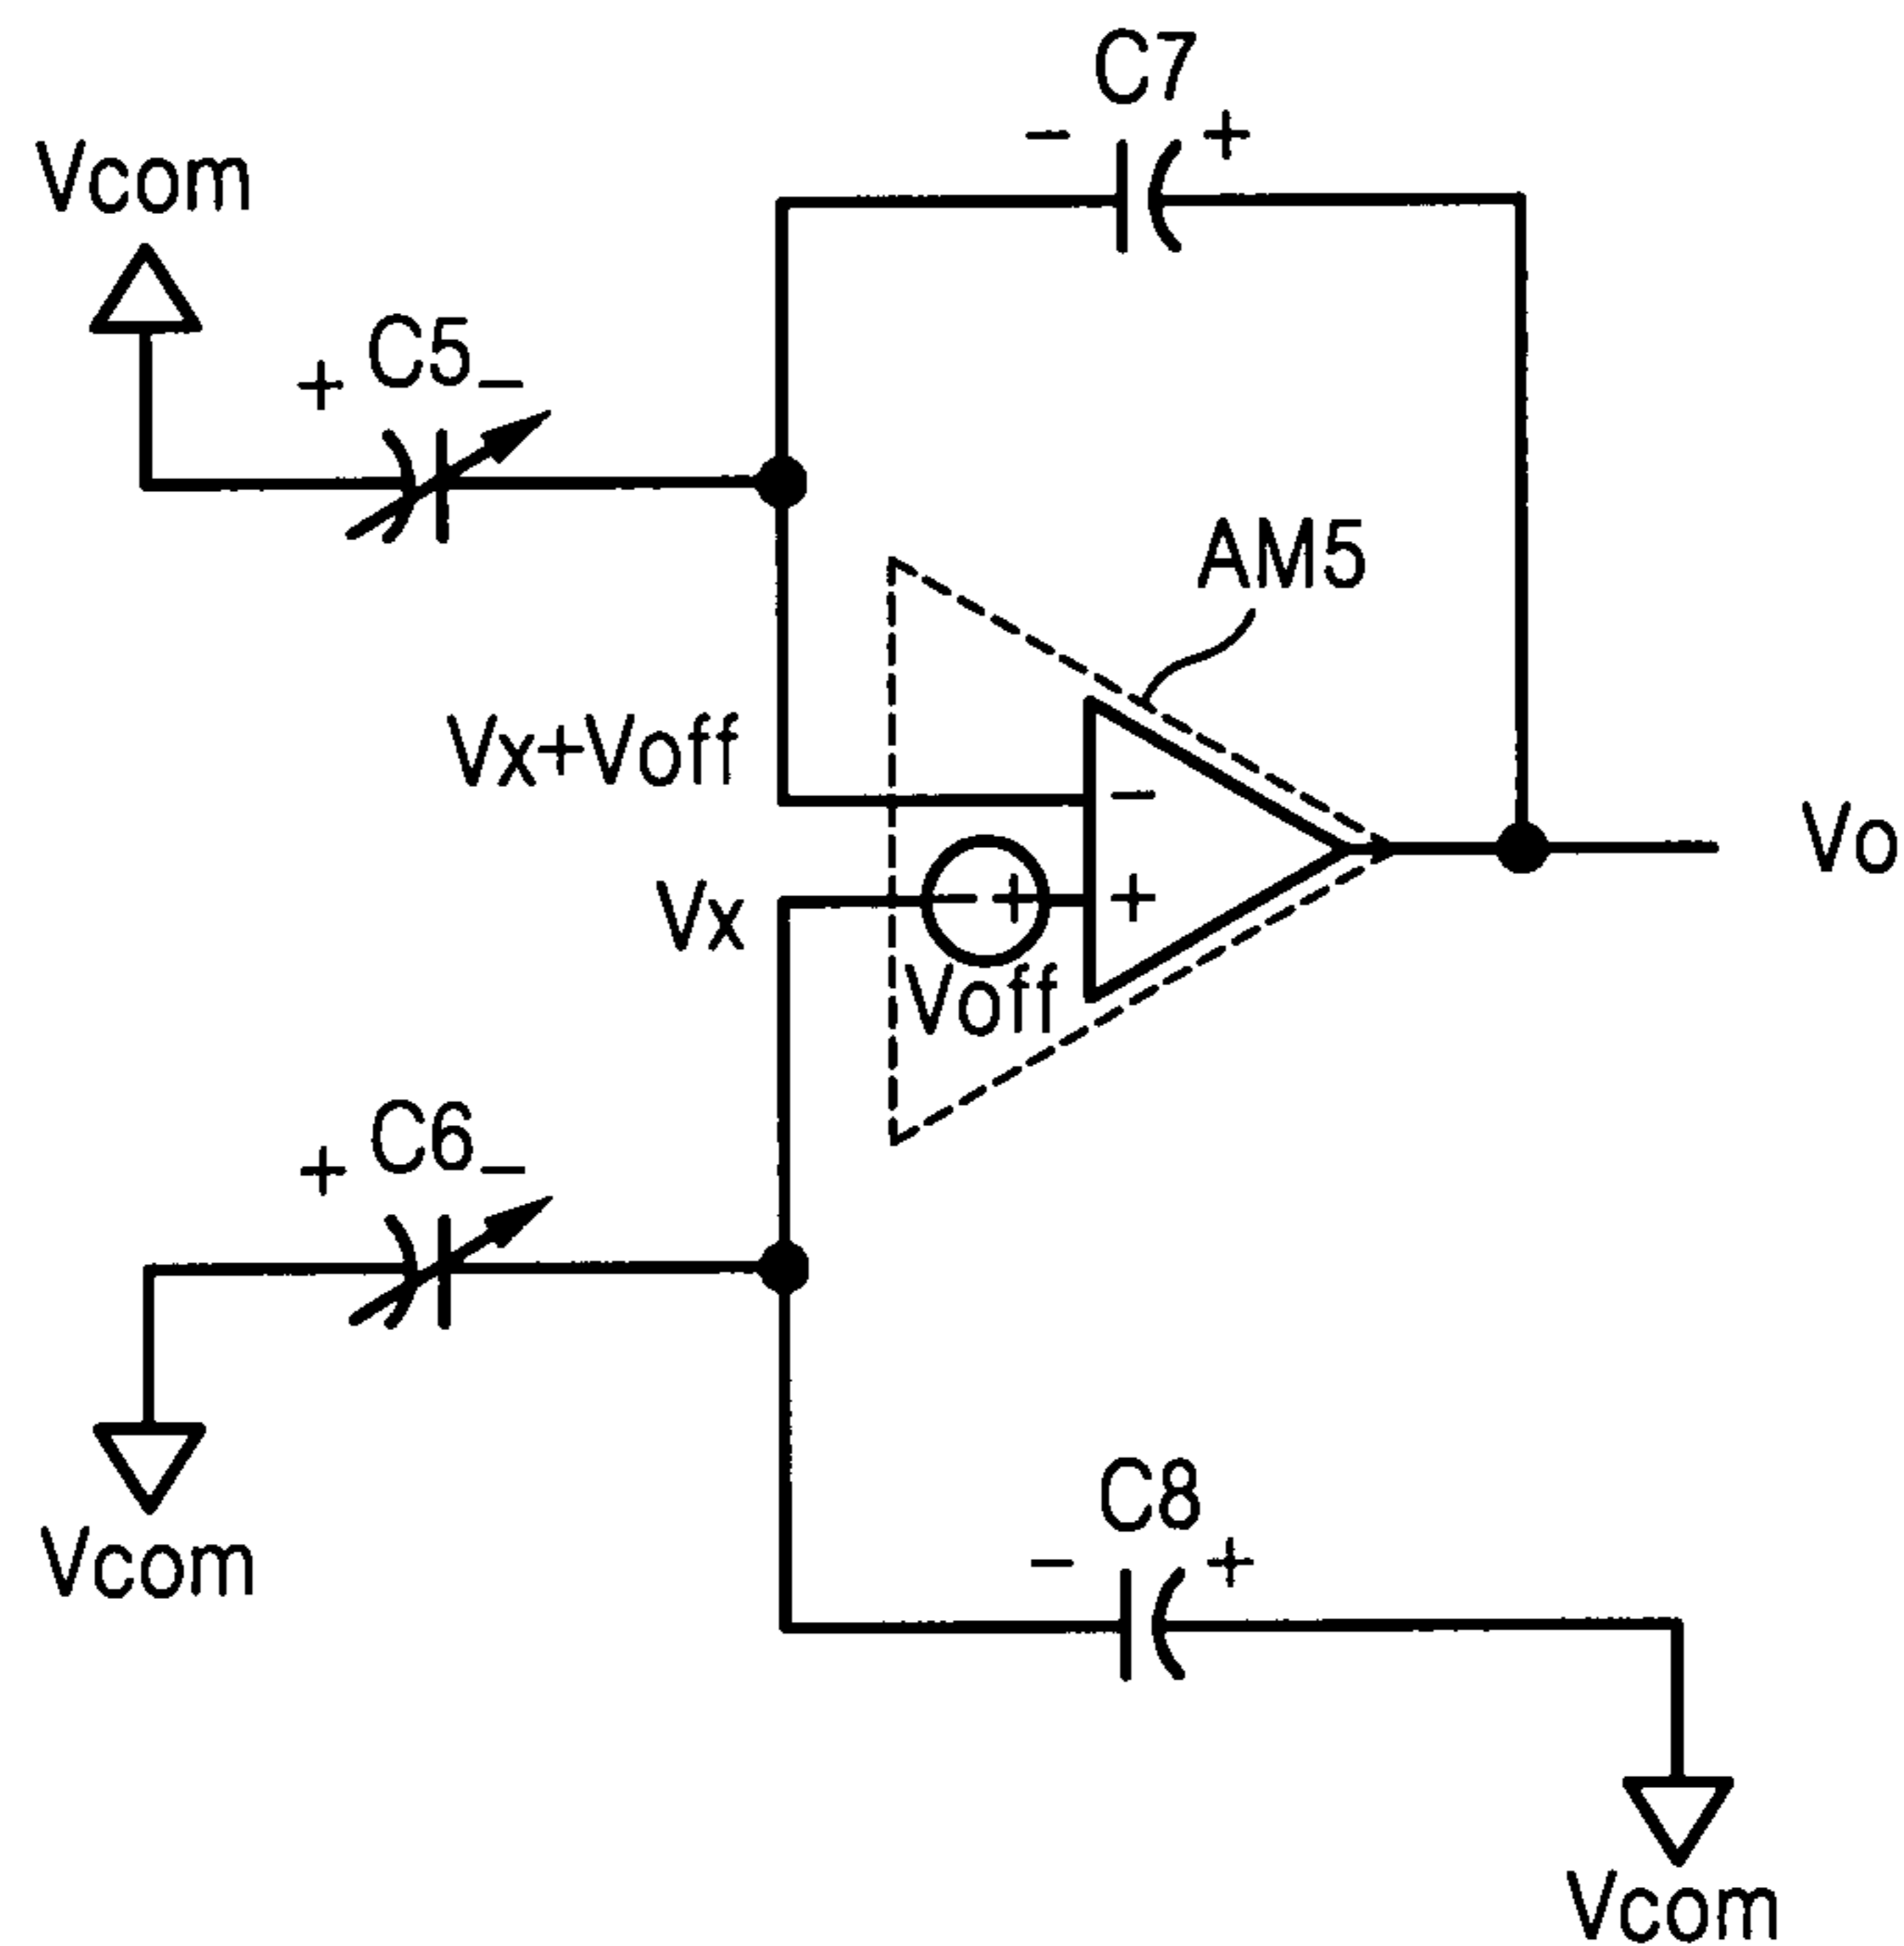 C7
- +
Vcom
+ C5 -
AM5
Vx+Voff
-
Vo
Vx
- + +
Voff
+ C6 -
C8
- +
Vcom
Vcom